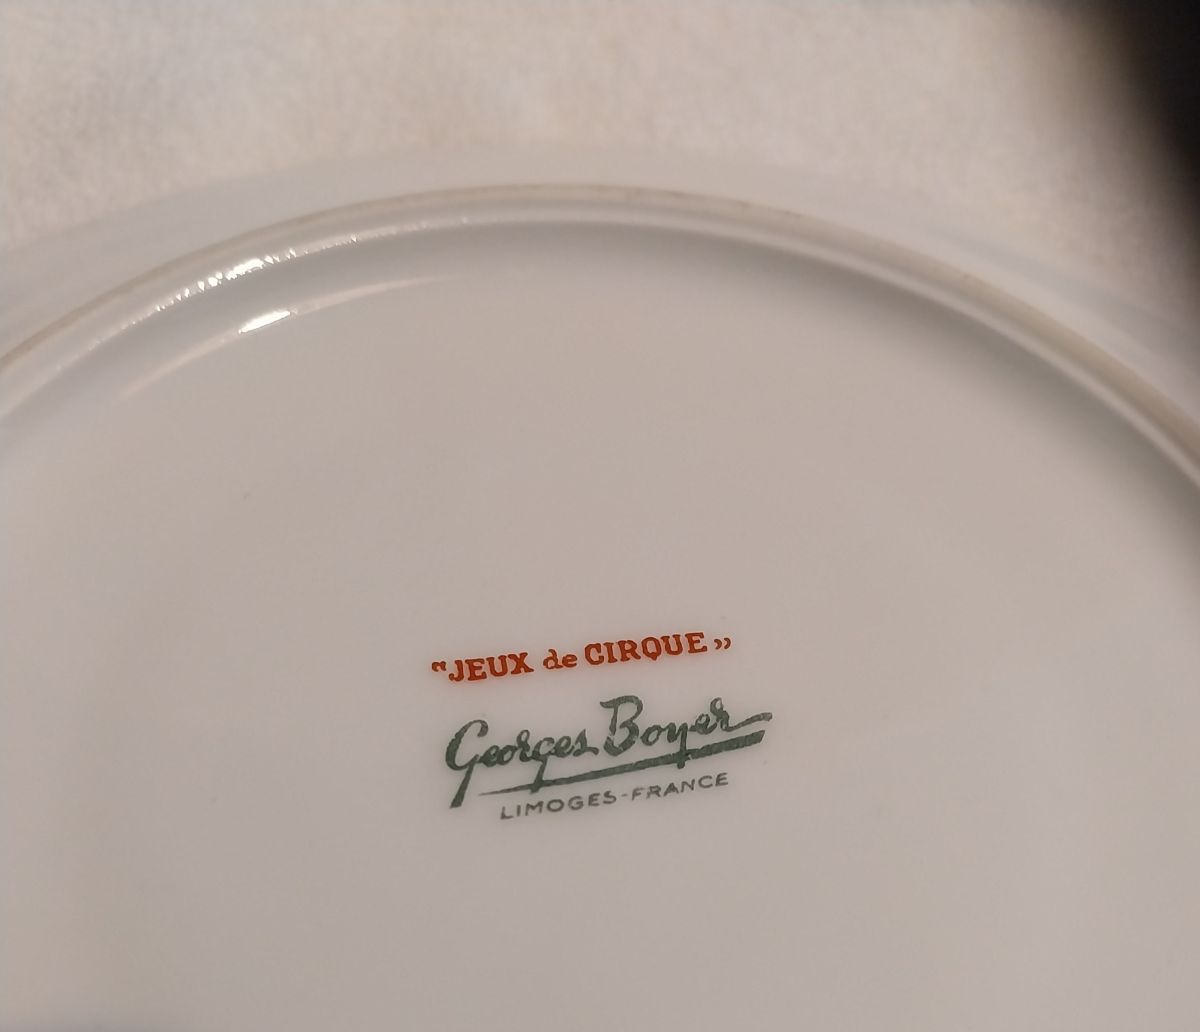 “JEUX de CIRQUE”
Georges Boyer
LIMOGES-FRANCE